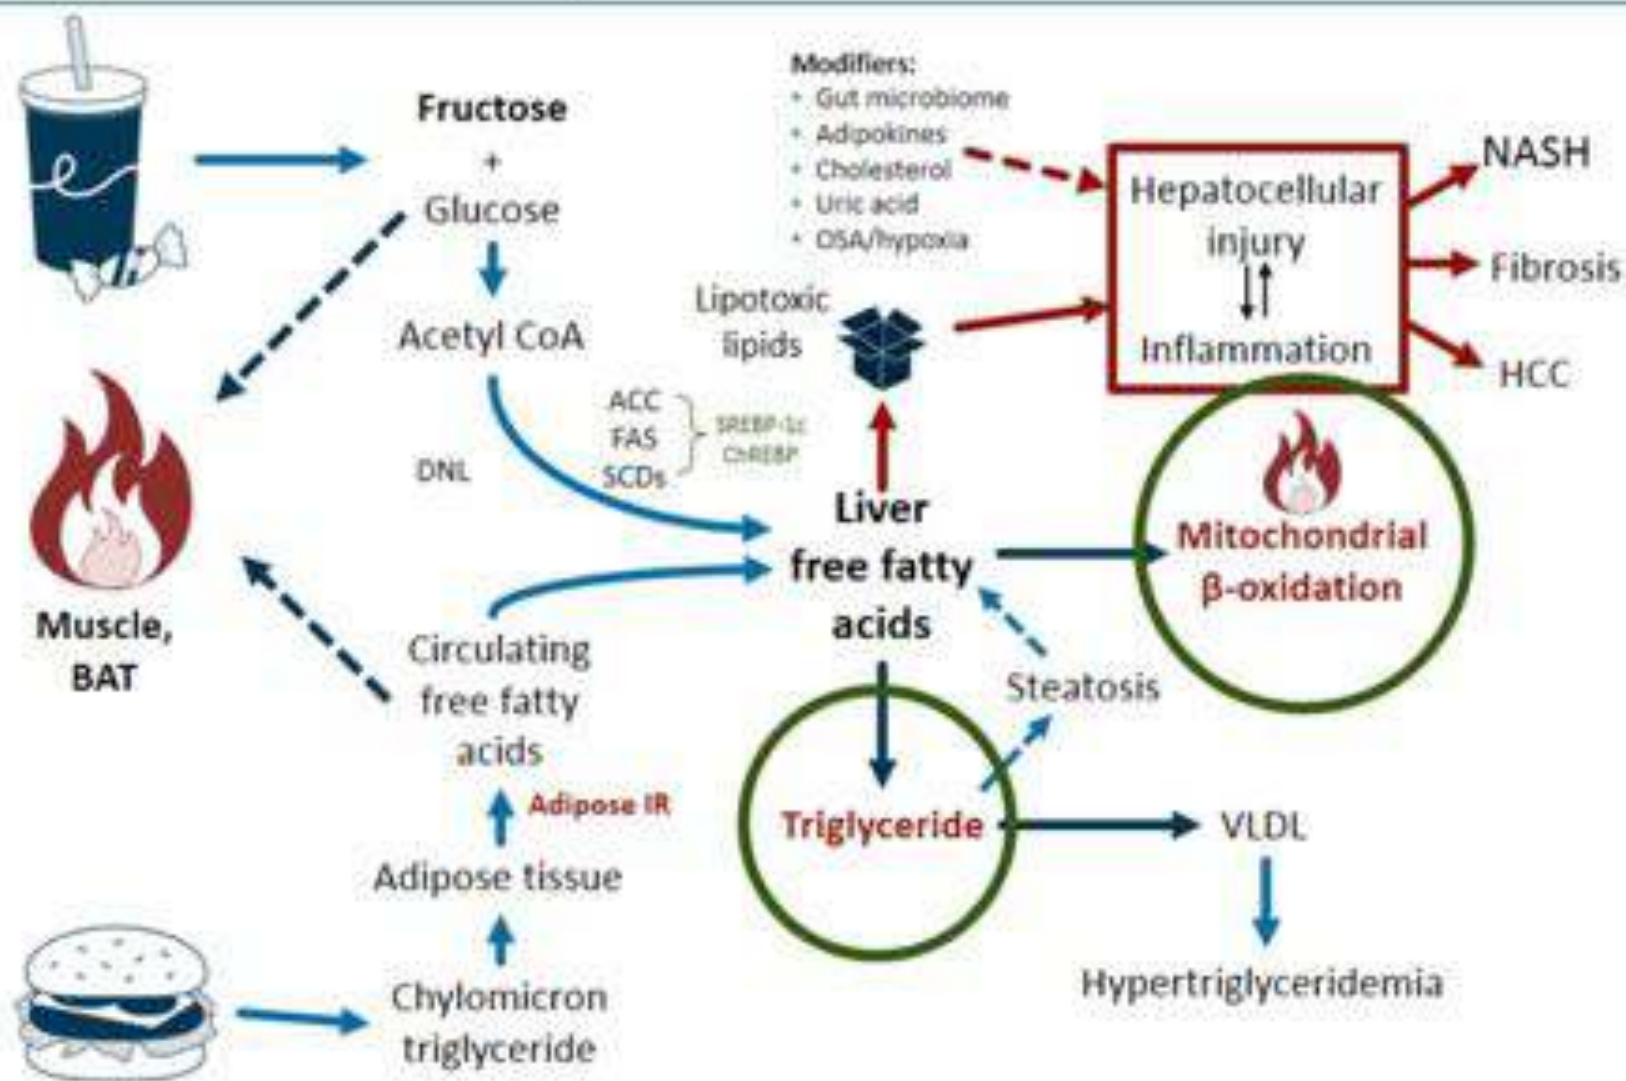 Fructose
+
Glucose
Acetyl CoA
DNL
ACC
FAS
SCDs
SREBP-1c
ChREBP
Modifiers:
• Gut microbiome
• Adipokines
• Cholesterol
• Uric acid
• OSA/hypoxia
Lipotoxic
lipids
Hepatocellular
injury
Inflammation
NASH
Fibrosis
HCC
Muscle,
BAT
Liver
free fatty
acids
Mitochondrial
β-oxidation
Circulating
free fatty
acids
Steatosis
Adipose IR
Triglyceride
VLDL
Adipose tissue
Hypertriglyceridemia
Chylomicron
triglyceride